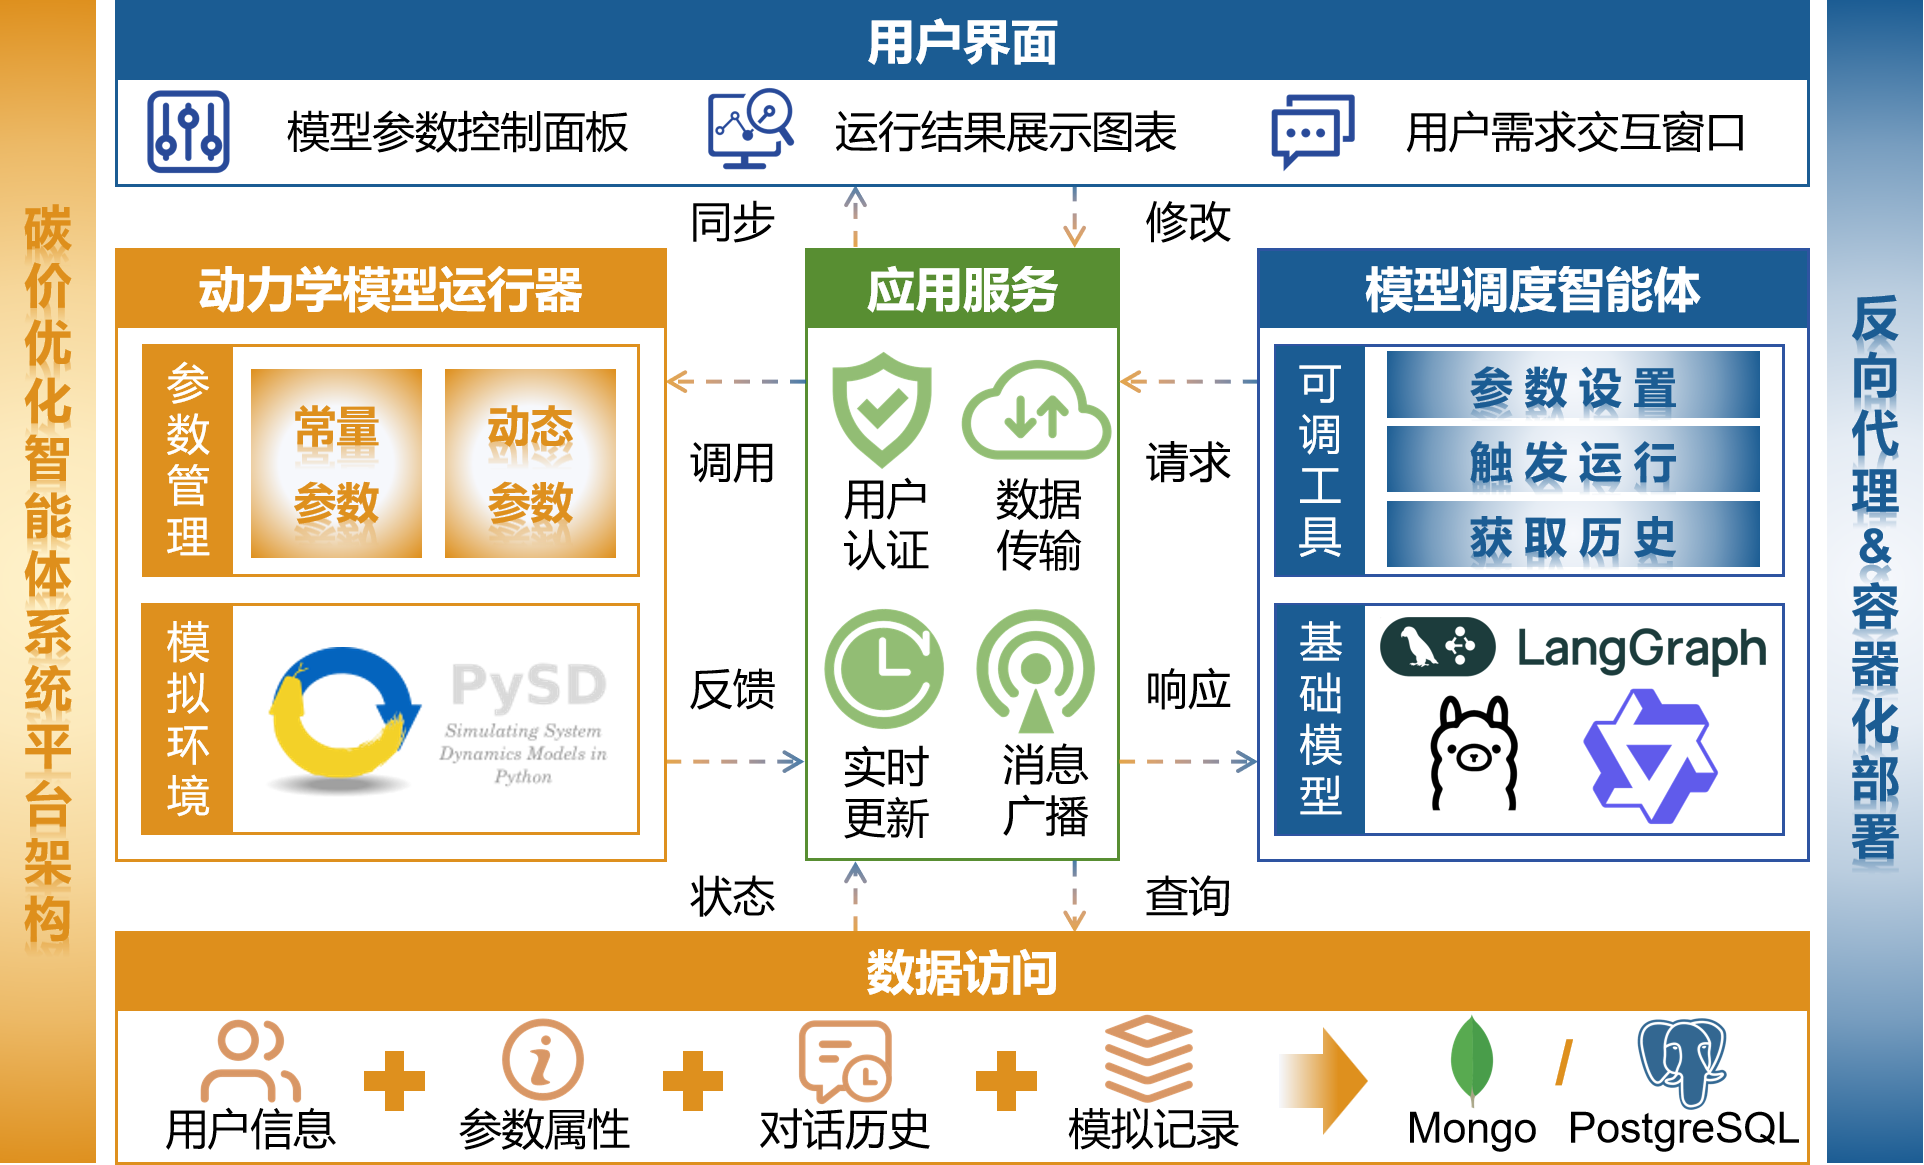 碳价优化智能体系统平台架构
用户界面
模型参数控制面板
运行结果展示图表
用户需求交互窗口
同步
修改
动力学模型运行器
参数管理
常量
参数
动态
参数
模拟环境
PySD
Simulating System
Dynamics Models in
Python
调用
反馈
应用服务
用户
认证
数据
传输
实时
更新
消息
广播
请求
响应
模型调度智能体
可调工具
参数设置
触发运行
获取历史
基础模型
LangGraph
状态
查询
数据访问
用户信息
参数属性
对话历史
模拟记录
Mongo
/
PostgreSQL
反向代理&容器化部署